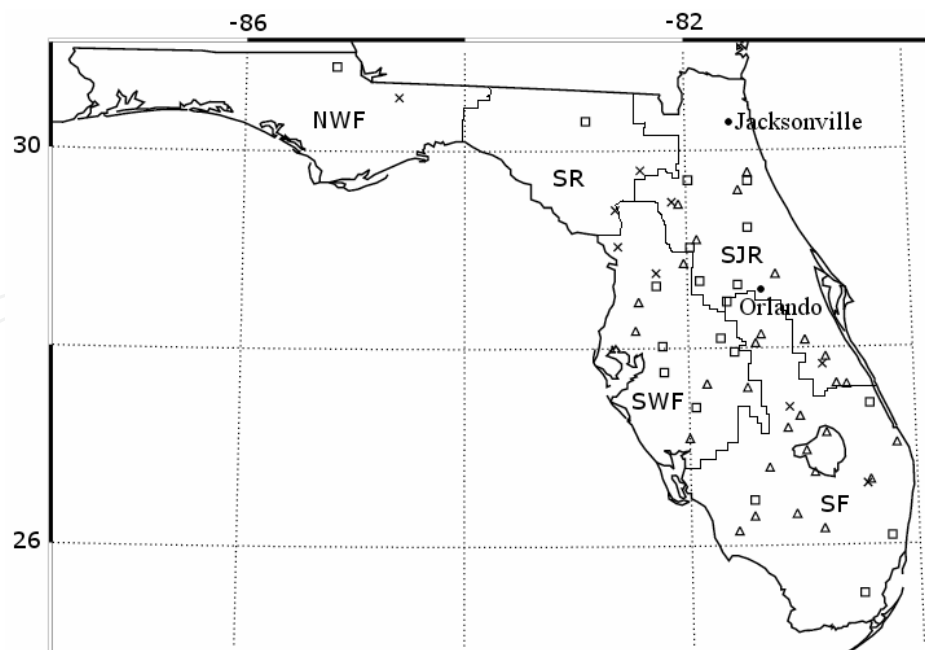 -86 -82
Jacksonville
NWF
30
SR
SJR
Orlando
SWF
SF
26